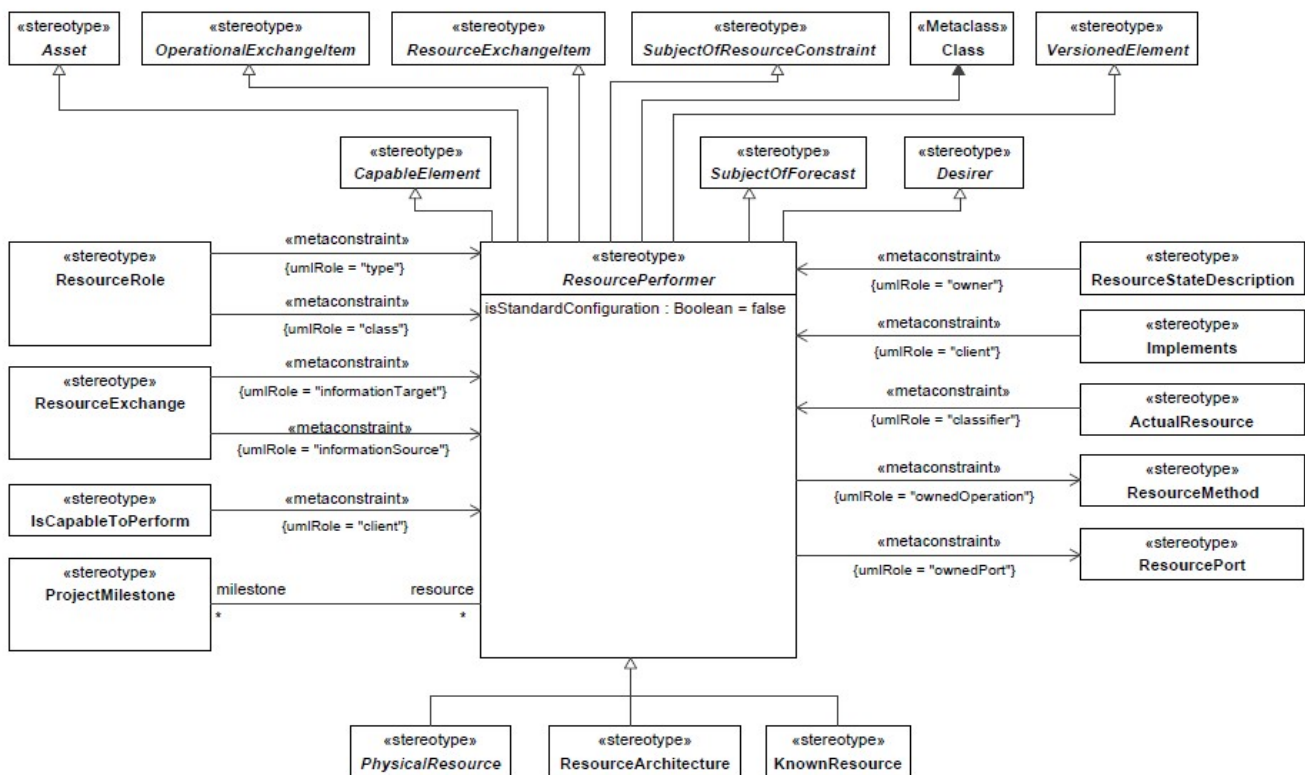 «stereotype»
Asset
«stereotype»
OperationalExchangeItem
«stereotype»
ResourceExchangeItem
«stereotype»
SubjectOfResourceConstraint
«Metaclass»
Class
«stereotype»
VersionedElement
«stereotype»
CapableElement
«stereotype»
SubjectOfForecast
«stereotype»
Desirer
«stereotype»
ResourceRole
«metaconstraint»
{umlRole = "type"}
«metaconstraint»
{umlRole = "class"}
«stereotype»
ResourceExchange
«metaconstraint»
{umlRole = "informationTarget"}
«metaconstraint»
{umlRole = "informationSource"}
«stereotype»
IsCapableToPerform
«metaconstraint»
{umlRole = "client"}
«stereotype»
ProjectMilestone
milestone
*
resource
*
«stereotype»
ResourcePerformer
isStandardConfiguration : Boolean = false
«metaconstraint»
{umlRole = "owner"}
«stereotype»
ResourceStateDescription
«metaconstraint»
{umlRole = "client"}
«stereotype»
Implements
«metaconstraint»
{umlRole = "classifier"}
«stereotype»
ActualResource
«metaconstraint»
{umlRole = "ownedOperation"}
«stereotype»
ResourceMethod
«metaconstraint»
{umlRole = "ownedPort"}
«stereotype»
ResourcePort
«stereotype»
PhysicalResource
«stereotype»
ResourceArchitecture
«stereotype»
KnownResource